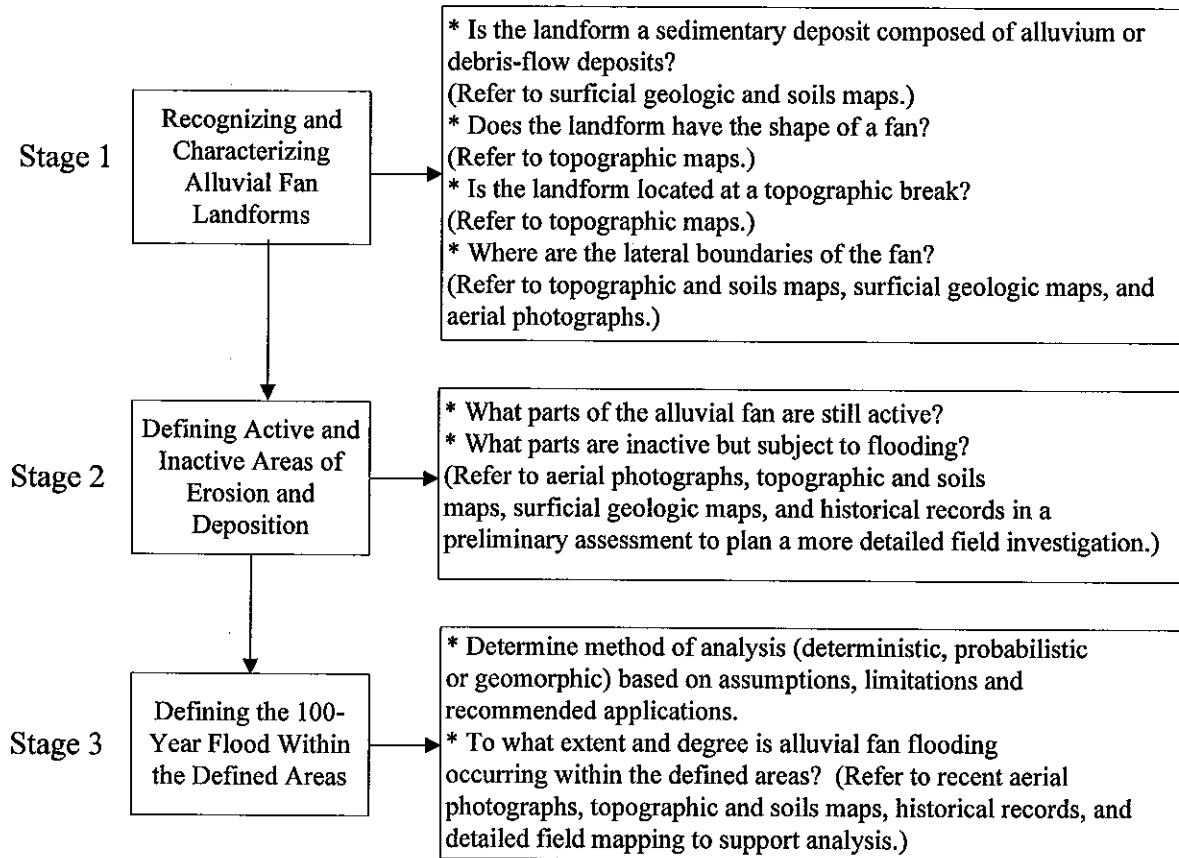 Stage 1
Recognizing and
Characterizing
Alluvial Fan
Landforms
* Is the landform a sedimentary deposit composed of alluvium or
debris-flow deposits?
(Refer to surficial geologic and soils maps.)
* Does the landform have the shape of a fan?
(Refer to topographic maps.)
* Is the landform located at a topographic break?
(Refer to topographic maps.)
* Where are the lateral boundaries of the fan?
(Refer to topographic and soils maps, surficial geologic maps, and
aerial photographs.)
Stage 2
Defining Active and
Inactive Areas of
Erosion and
Deposition
* What parts of the alluvial fan are still active?
* What parts are inactive but subject to flooding?
(Refer to aerial photographs, topographic and soils
maps, surficial geologic maps, and historical records in a
preliminary assessment to plan a more detailed field investigation.)
Stage 3
Defining the 100-
Year Flood Within
the Defined Areas
* Determine method of analysis (deterministic, probabilistic
or geomorphic) based on assumptions, limitations and
recommended applications.
* To what extent and degree is alluvial fan flooding
occurring within the defined areas? (Refer to recent aerial
photographs, topographic and soils maps, historical records, and
detailed field mapping to support analysis.)